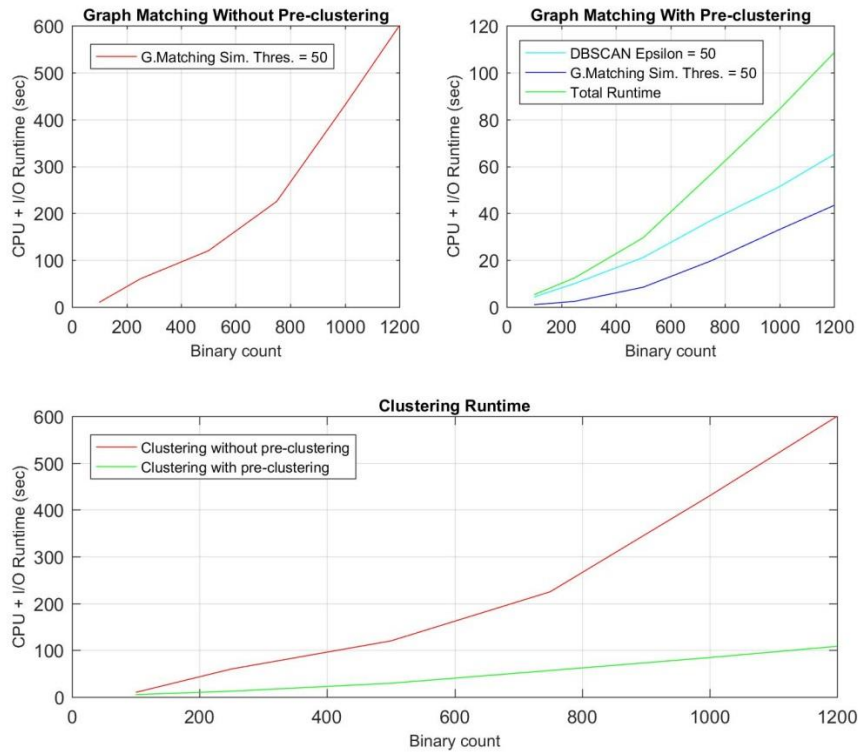 Graph Matching Without Pre-clustering
600
500
400
300
200
100
0
CPU + I/O Runtime (sec)
G.Matching Sim. Thres. = 50
0 200 400 600 800 1000 1200
Binary count
Graph Matching With Pre-clustering
120
100
80
60
40
20
0
CPU + I/O Runtime (sec)
DBSCAN Epsilon = 50
G.Matching Sim. Thres. = 50
Total Runtime
0 200 400 600 800 1000 1200
Binary count
Clustering Runtime
600
500
400
300
200
100
0
CPU + I/O Runtime (sec)
Clustering without pre-clustering
Clustering with pre-clustering
0 200 400 600 800 1000 1200
Binary count